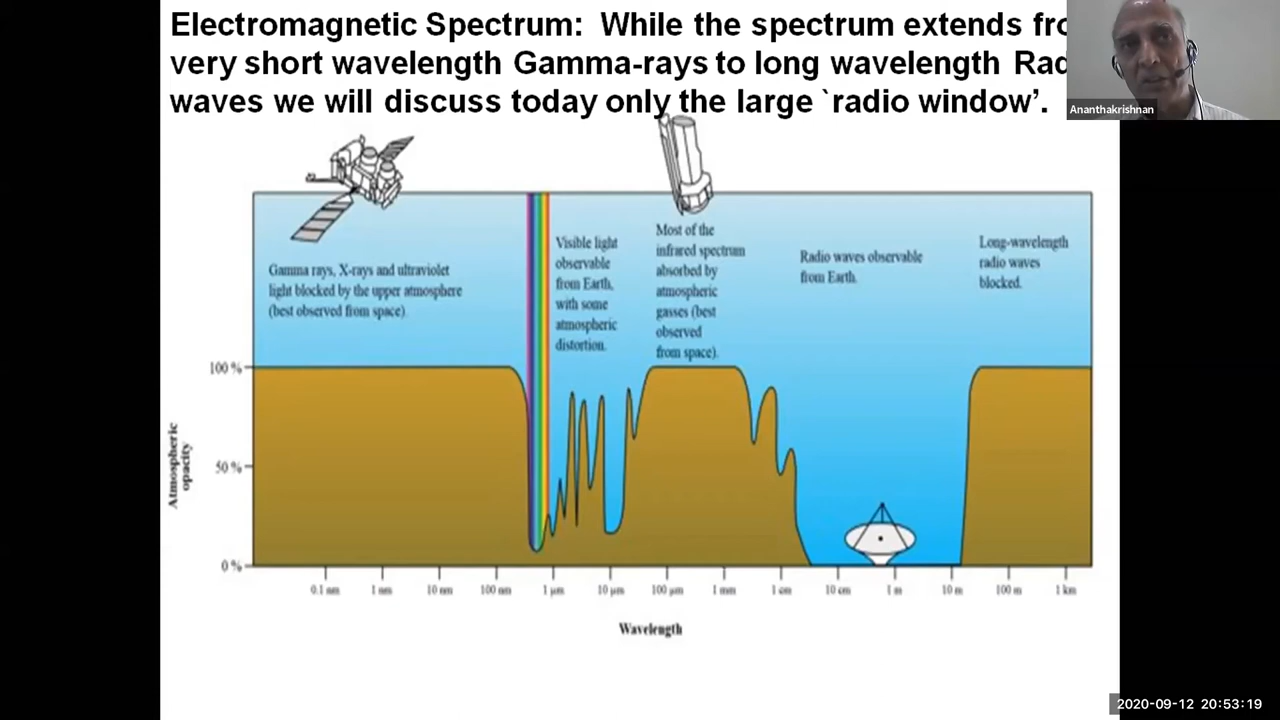 Electromagnetic Spectrum: While the spectrum extends fro
very short wavelength Gamma-rays to long wavelength Rad
waves we will discuss today only the large `radio window’.
Ananthakrishnan
Gamma rays, X-rays and ultraviolet
light blocked by the upper atmosphere
(best observed from space).
Visible light
observable
from Earth,
with some
atmospheric
distortion.
Most of the
infrared spectrum
absorbed by
atmospheric
gasses (best
observed
from space).
Radio waves observable
from Earth.
Long-wavelength
radio waves
blocked.
Atmospheric
opacity
100 %
50 %
0 %
0.1 nm 1 nm 10 nm 100 nm 1 μm 10 μm 100 μm 1 mm 1 cm 10 cm 1 m 10 m 100 m 1 km
Wavelength
2020-09-12 20:53:19